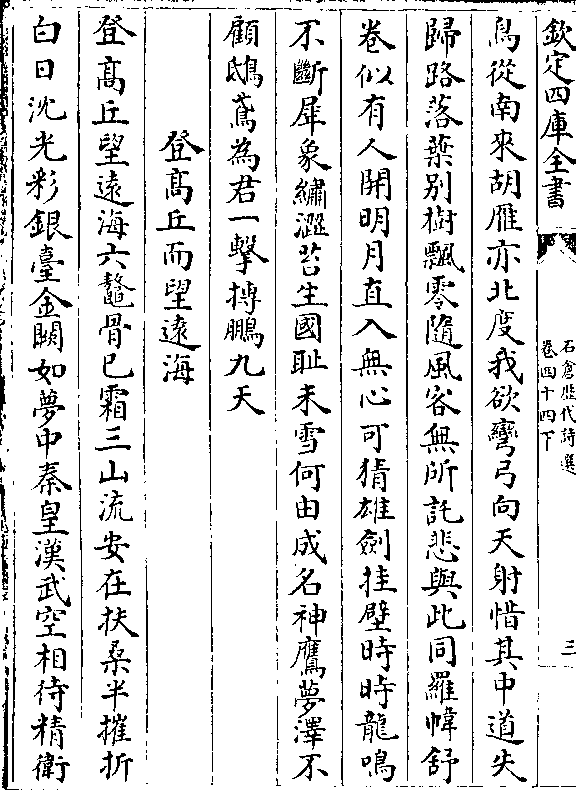 欽定四庫全書
石倉歷代詩選
卷四十四下
三
鳥從南來胡雁亦北度我欲彎弓向天射惜其中道失
歸路落葉别樹飄零隨風客無所託悲與此同羅幃舒
卷似有人開明月直入無心可猜雄劍挂壁時時龍鳴
不斷犀象繡澀苔生國耻未雪何由成名神鷹夢澤不
顧鴟鳶為君一擊搏鵬九天
登髙丘而望遠海
登髙丘望遠海六鼇骨已霜三山流安在扶桑半摧折
白日沈光彩銀臺金闕如夢中秦皇漢武空相待精衛